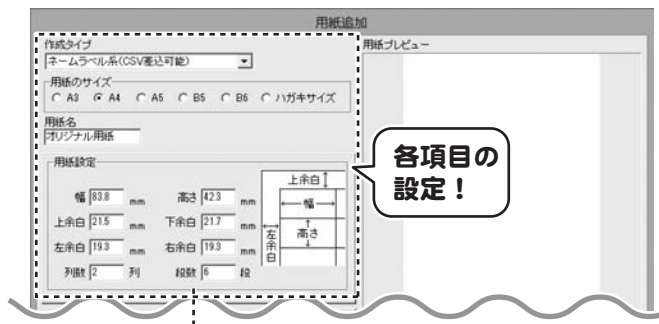 用紙追加
作成タイプ
ネームラベル系(CSV差込可能)
用紙のサイズ
A3 A4 A5 B5 B6 ハガキサイズ
用紙名
オリジナル用紙
用紙設定
幅 83.8 mm 高さ 42.3 mm
上余白 21.5 mm 下余白 21.7 mm
左余白 19.3 mm 右余白 19.3 mm
列数 2 列 段数 6 段
上余白
幅
高さ
左余白
用紙プレビュー
各項目の
設定！